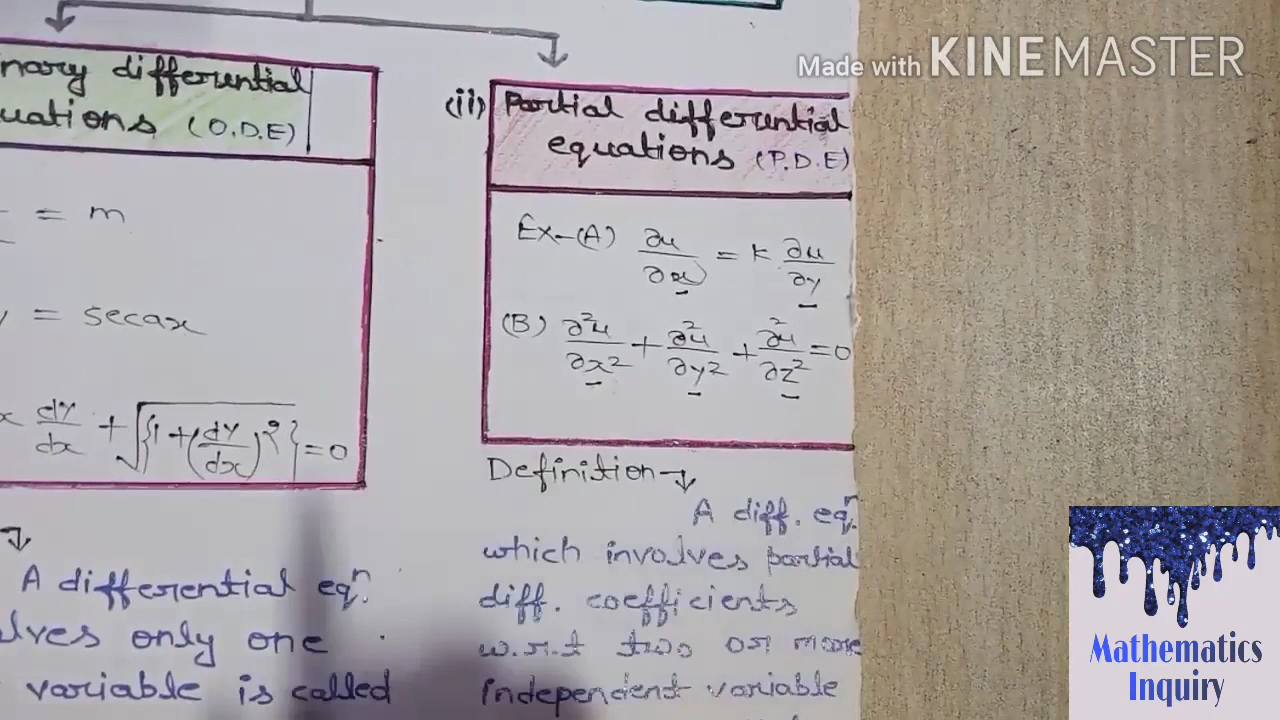 Made with KINEMASTER
nary differential
uations (O.D.E)
= m
y = secax
x dy/dx + √{1+(dy/dx)²} = 0
A differential eqⁿ.
lves only one
variable is called
(ii) Partial differential
equations (P.D.E)
Ex-(A) ∂u/∂x = k ∂u/∂y
(B) ∂²u/∂x² + ∂²u/∂y² + ∂²u/∂z² = 0
Definition→
A diff. eqⁿ.
which involves partial
diff. coefficients
w.r.t two or more
independent variable
Mathematics
Inquiry